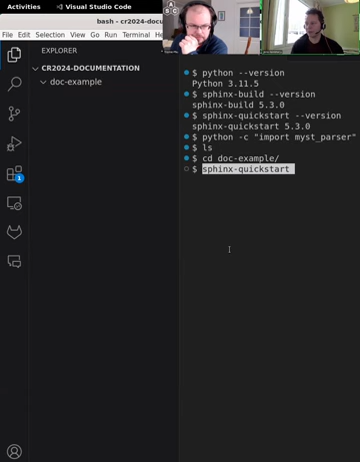 Activities
Visual Studio Code
bash - cr2024-docu
File Edit Selection View Go Run Terminal He
EXPLORER
CR2024-DOCUMENTATION
doc-example
1
$ python --version
Python 3.11.5
$ sphinx-build --version
sphinx-build 5.3.0
$ sphinx-quickstart --version
sphinx-quickstart 5.3.0
$ python -c "import myst_parser"
$ ls
$ cd doc-example/
$ sphinx-quickstart